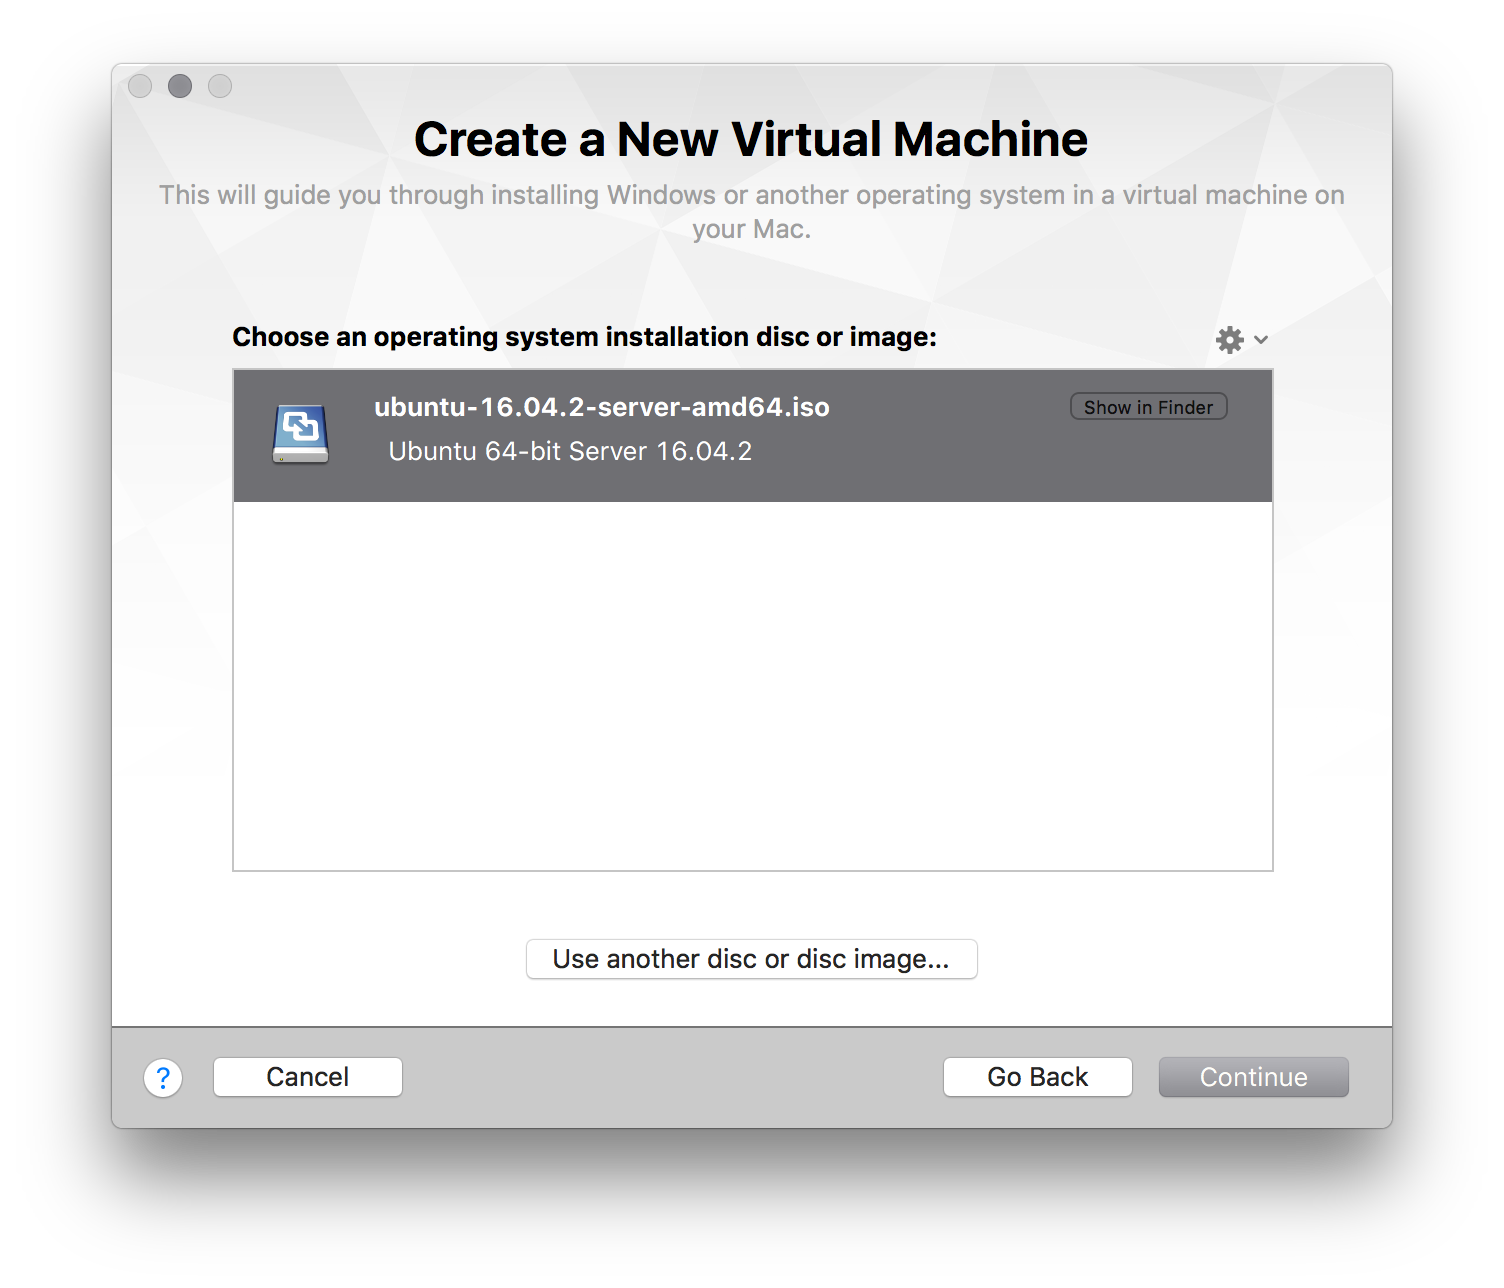 Create a New Virtual Machine
This will guide you through installing Windows or another operating system in a virtual machine on
your Mac.
Choose an operating system installation disc or image:
ubuntu-16.04.2-server-amd64.iso
Show in Finder
Ubuntu 64-bit Server 16.04.2
Use another disc or disc image...
?
Cancel
Go Back
Continue